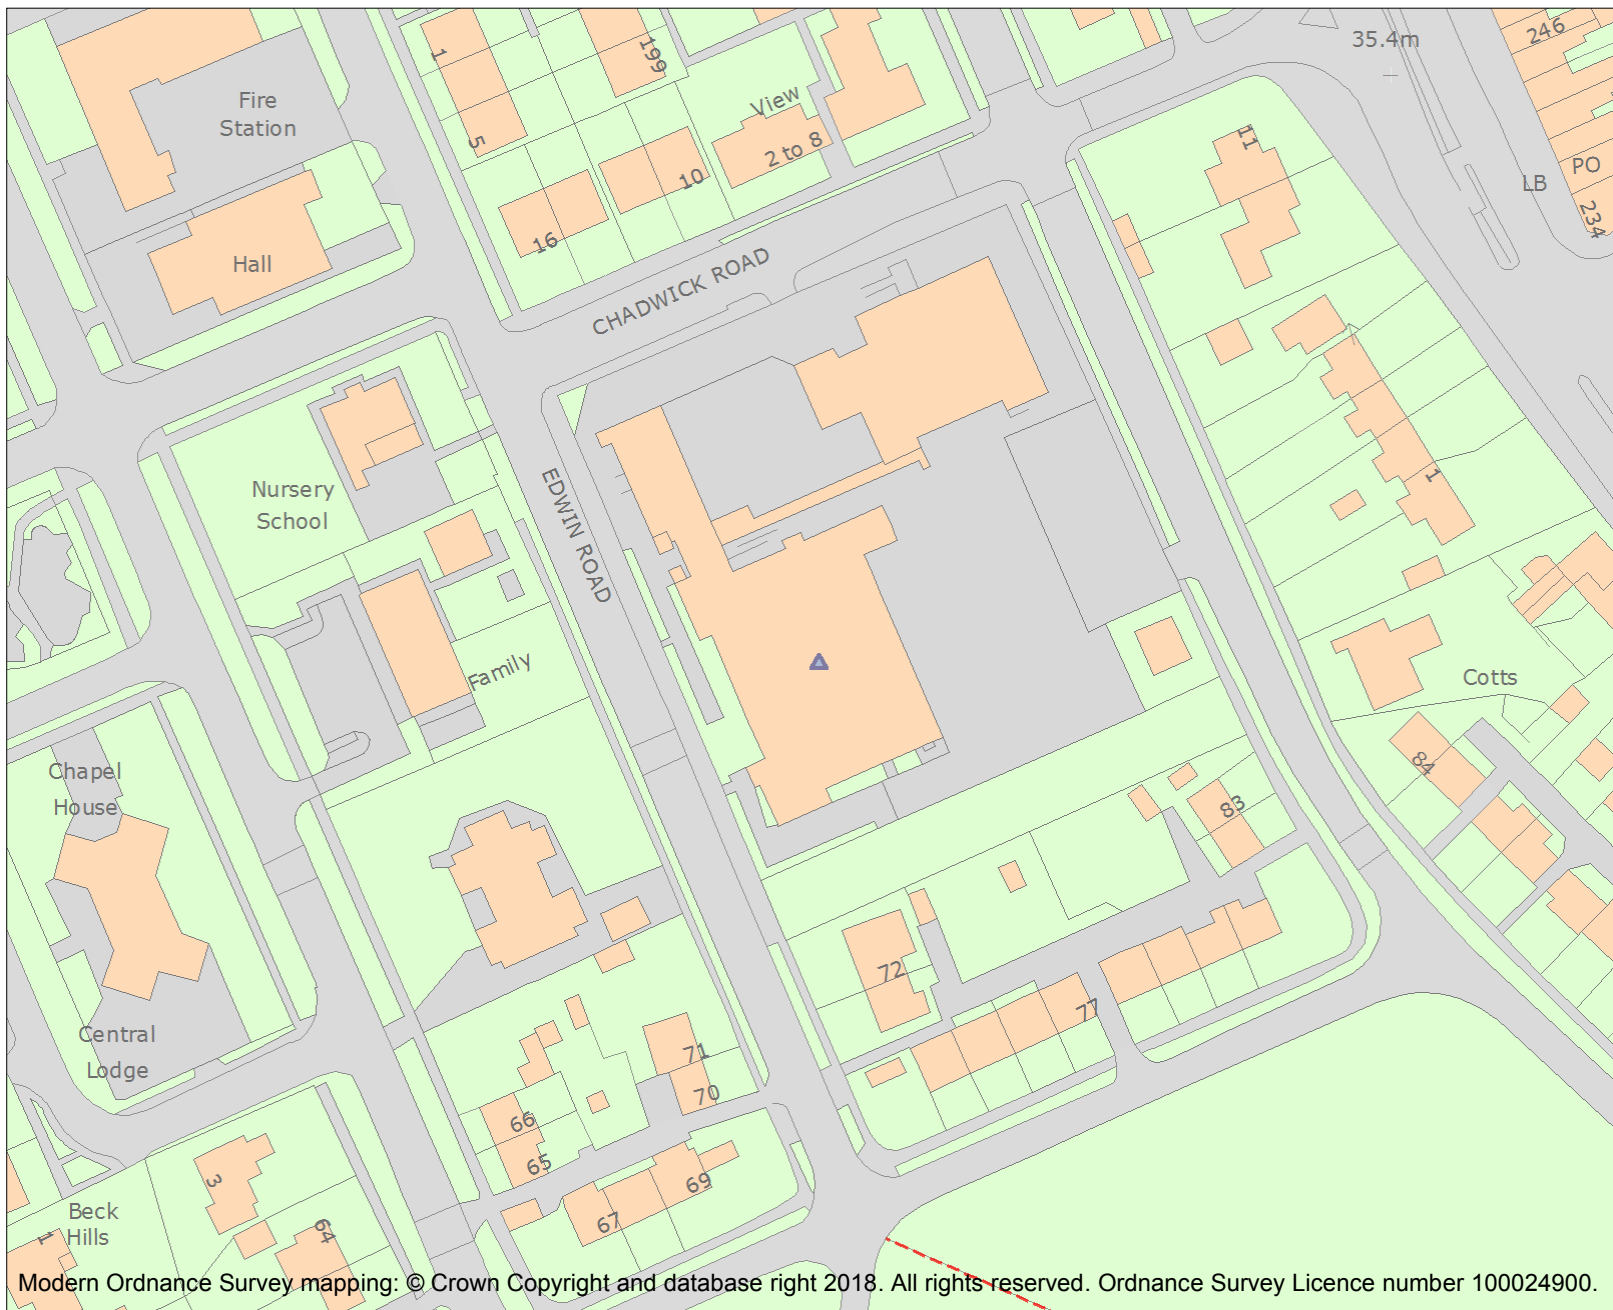 35.4m
246
1
199
Fire
Station
View
5
2 to 8
11
PO
LB
10
234
16
Hall
CHADWICK ROAD
Nursery
School
1
EDWIN ROAD
Family
Cotts
Chapel
House
84
83
72
77
Central
Lodge
71
70
66
65
3
69
67
Beck
Hills
64
1
Modern Ordnance Survey mapping: © Crown Copyright and database right 2018. All rights reserved. Ordnance Survey Licence number 100024900.